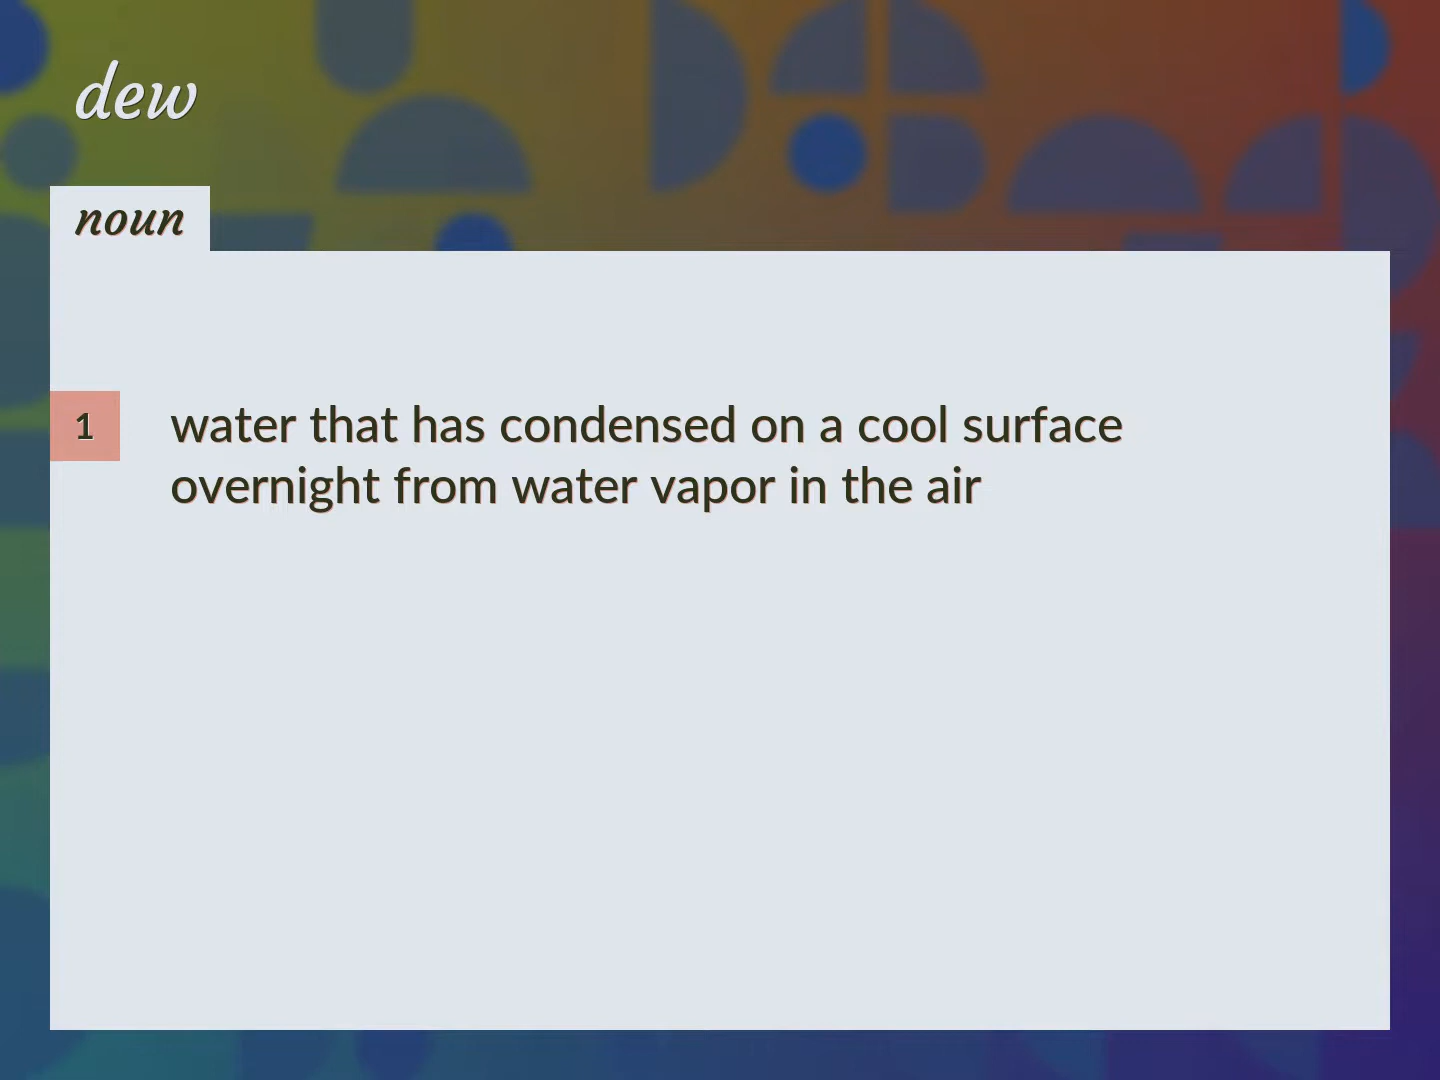 dew
noun
1
water that has condensed on a cool surface
overnight from water vapor in the air